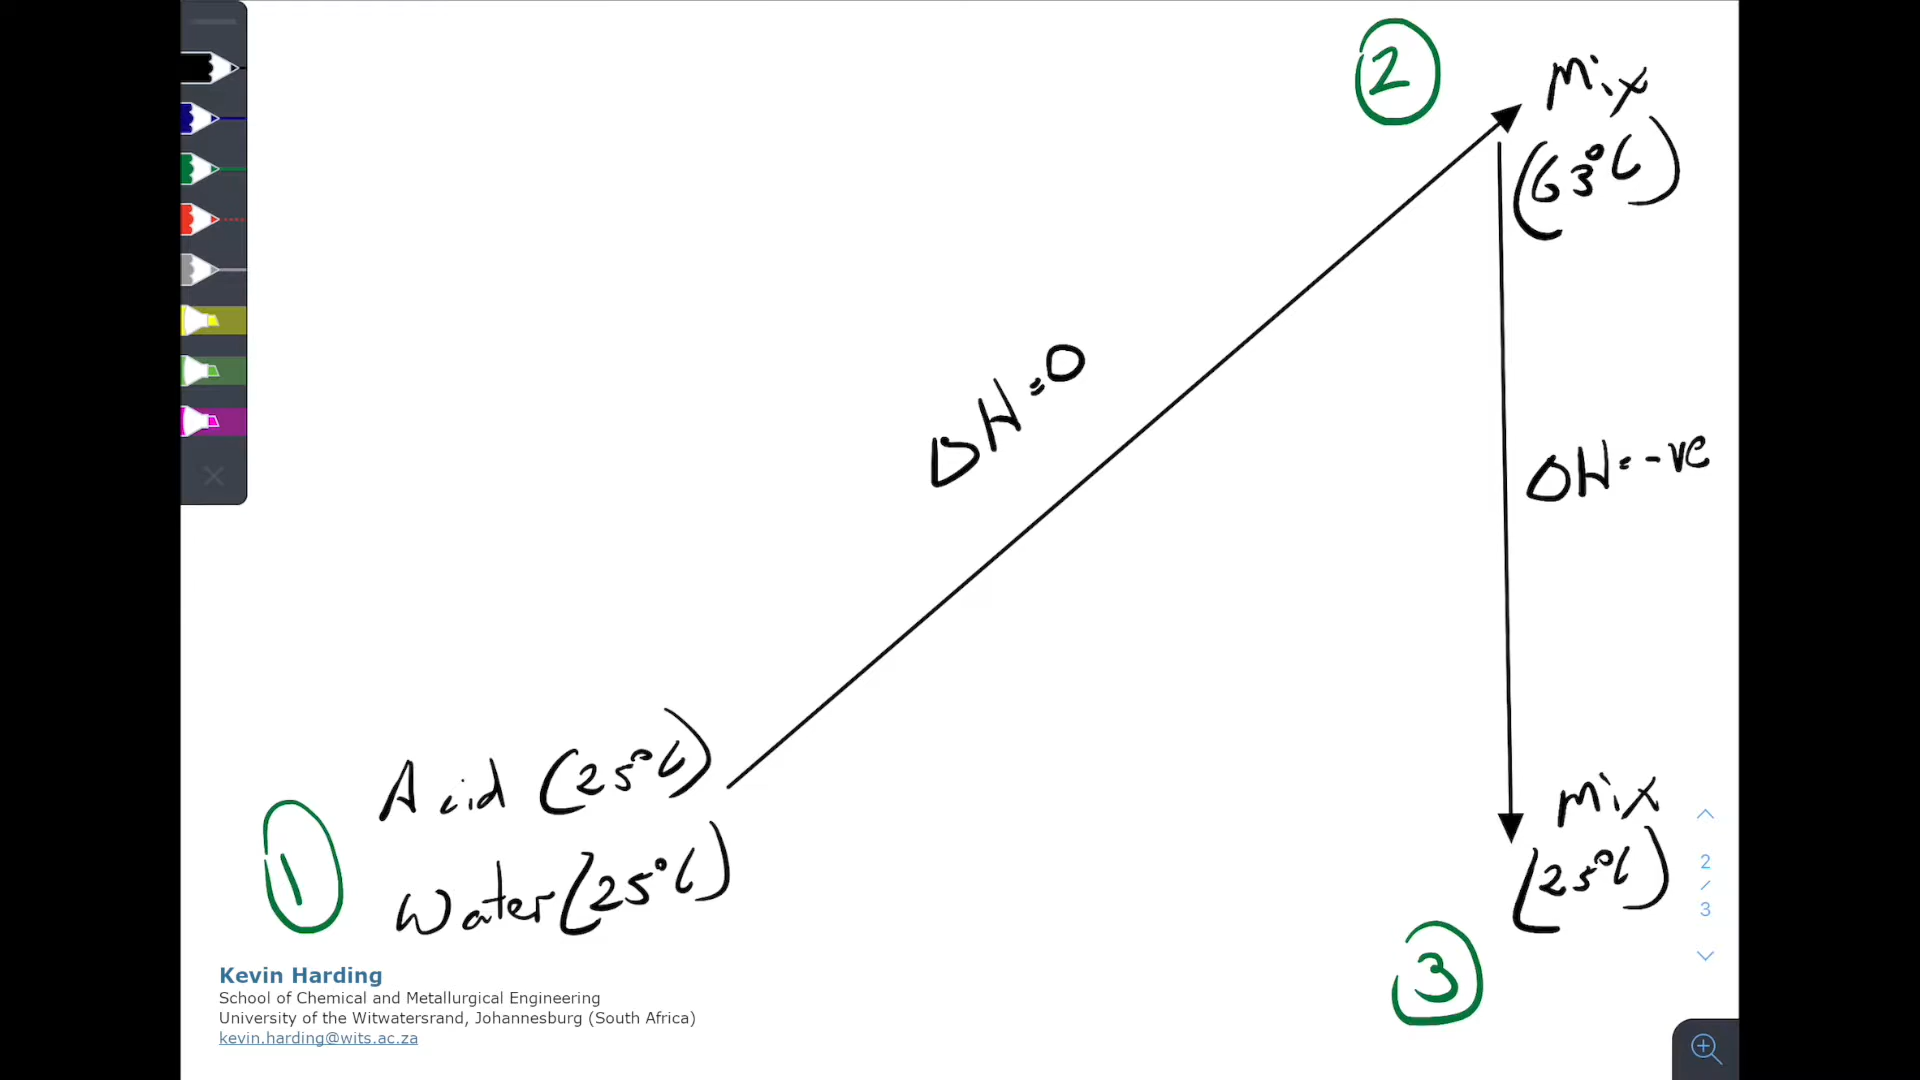 2
Mix
(63°C)
ΔH=0
ΔH=-ve
Acid (25°C)
1
Water (25°C)
Mix
(25°C)
3
2
/
3
Kevin Harding
School of Chemical and Metallurgical Engineering
University of the Witwatersrand, Johannesburg (South Africa)
kevin.harding@wits.ac.za